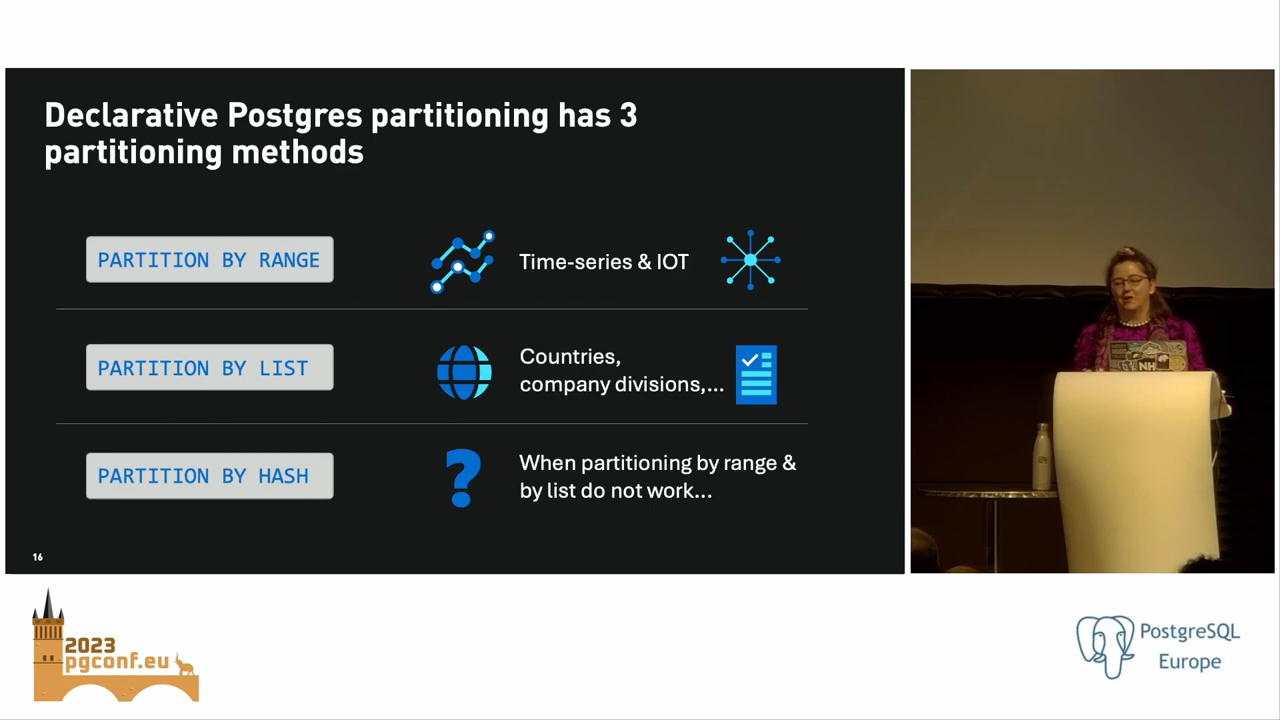 Declarative Postgres partitioning has 3
partitioning methods
PARTITION BY RANGE
Time-series & IOT
PARTITION BY LIST
Countries,
company divisions,...
PARTITION BY HASH
When partitioning by range &
by list do not work...
16
NH
2023
pgconf.eu
PostgreSQL
Europe